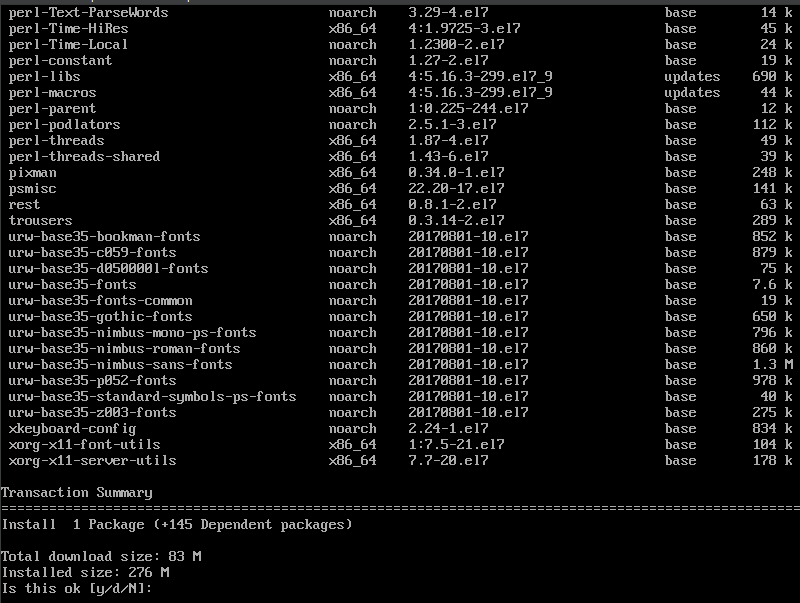 perl-Text-ParseWords noarch 3.29-4.el7 base 14 k
perl-Time-HiRes x86_64 4:1.9725-3.el7 base 45 k
perl-Time-Local noarch 1.2300-2.el7 base 24 k
perl-constant noarch 1.27-2.el7 base 19 k
perl-libs x86_64 4:5.16.3-299.el7_9 updates 690 k
perl-macros x86_64 4:5.16.3-299.el7_9 updates 44 k
perl-parent noarch 1:0.225-244.el7 base 12 k
perl-podlators noarch 2.5.1-3.el7 base 112 k
perl-threads x86_64 1.87-4.el7 base 49 k
perl-threads-shared x86_64 1.43-6.el7 base 39 k
pixman x86_64 0.34.0-1.el7 base 248 k
psmisc x86_64 22.20-17.el7 base 141 k
rest x86_64 0.8.1-2.el7 base 63 k
trousers x86_64 0.3.14-2.el7 base 289 k
urw-base35-bookman-fonts noarch 20170801-10.el7 base 852 k
urw-base35-c059-fonts noarch 20170801-10.el7 base 879 k
urw-base35-d050000l-fonts noarch 20170801-10.el7 base 75 k
urw-base35-fonts noarch 20170801-10.el7 base 7.6 k
urw-base35-fonts-common noarch 20170801-10.el7 base 19 k
urw-base35-gothic-fonts noarch 20170801-10.el7 base 650 k
urw-base35-nimbus-mono-ps-fonts noarch 20170801-10.el7 base 796 k
urw-base35-nimbus-roman-fonts noarch 20170801-10.el7 base 860 k
urw-base35-nimbus-sans-fonts noarch 20170801-10.el7 base 1.3 M
urw-base35-p052-fonts noarch 20170801-10.el7 base 978 k
urw-base35-standard-symbols-ps-fonts noarch 20170801-10.el7 base 40 k
urw-base35-z003-fonts noarch 20170801-10.el7 base 275 k
xkeyboard-config noarch 2.24-1.el7 base 834 k
xorg-x11-font-utils x86_64 1:7.5-21.el7 base 104 k
xorg-x11-server-utils x86_64 7.7-20.el7 base 178 k
Transaction Summary
====================================================================================================
Install 1 Package (+145 Dependent packages)
Total download size: 83 M
Installed size: 276 M
Is this ok [y/d/N]: